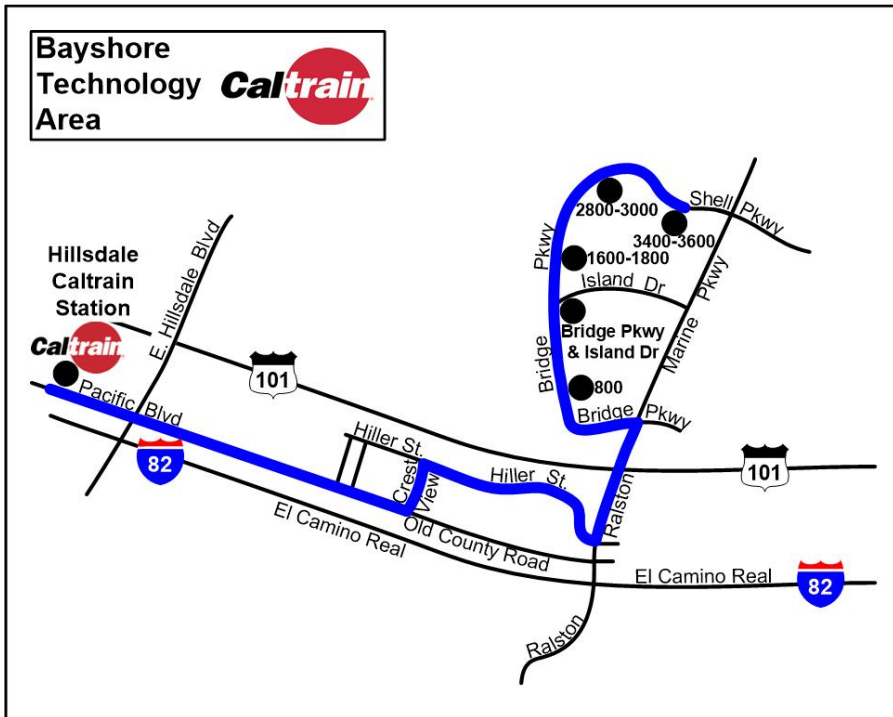 Bayshore
Technology
Area
Caltrain
Hillsdale
Caltrain
Station
Caltrain
E. Hillsdale Blvd
Pacific Blvd
101
82
Hiller St.
Crest
View
Hiller St.
Old County Road
El Camino Real
2800-3000
Shell Pkwy
3400-3600
1600-1800
Pkwy
Island Dr
Bridge Pkwy
& Island Dr
Marine Pkwy
Bridge
800
Bridge Pkwy
101
Ralston
El Camino Real
82
Ralston